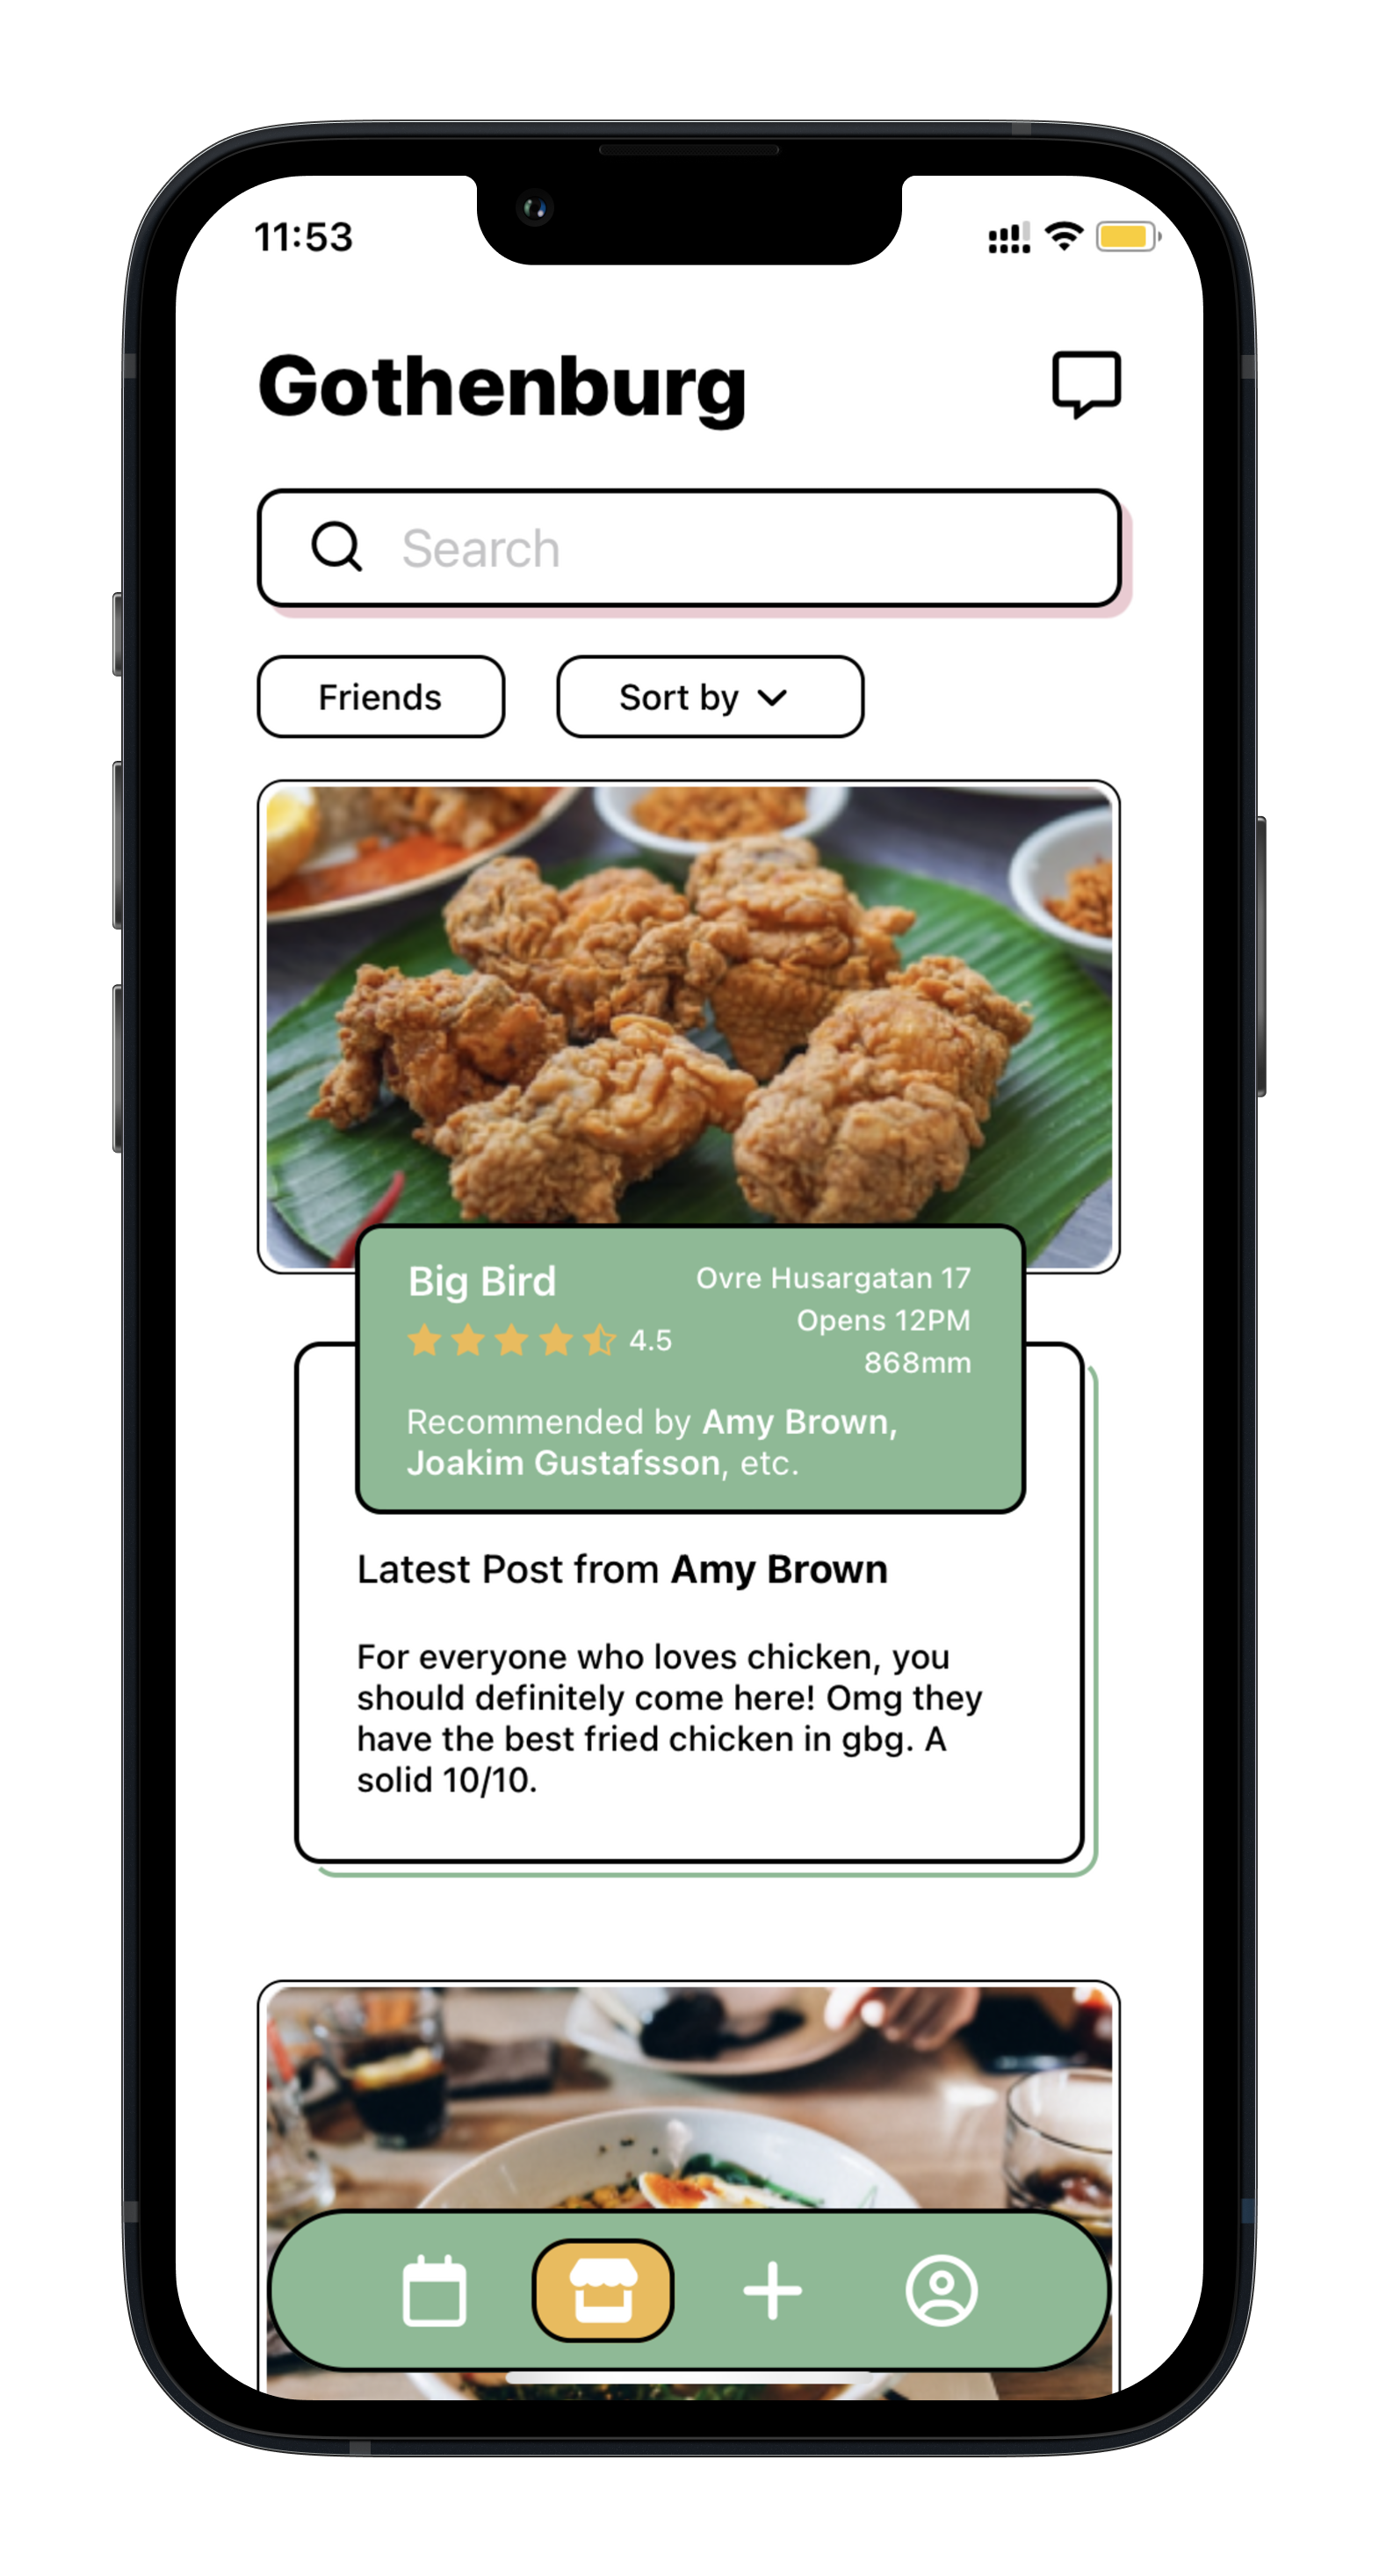 11:53
Gothenburg
Search
Friends
Sort by
Big Bird
4.5
Ovre Husargatan 17
Opens 12PM
868mm
Recommended by Amy Brown,
Joakim Gustafsson, etc.
Latest Post from Amy Brown
For everyone who loves chicken, you
should definitely come here! Omg they
have the best fried chicken in gbg. A
solid 10/10.